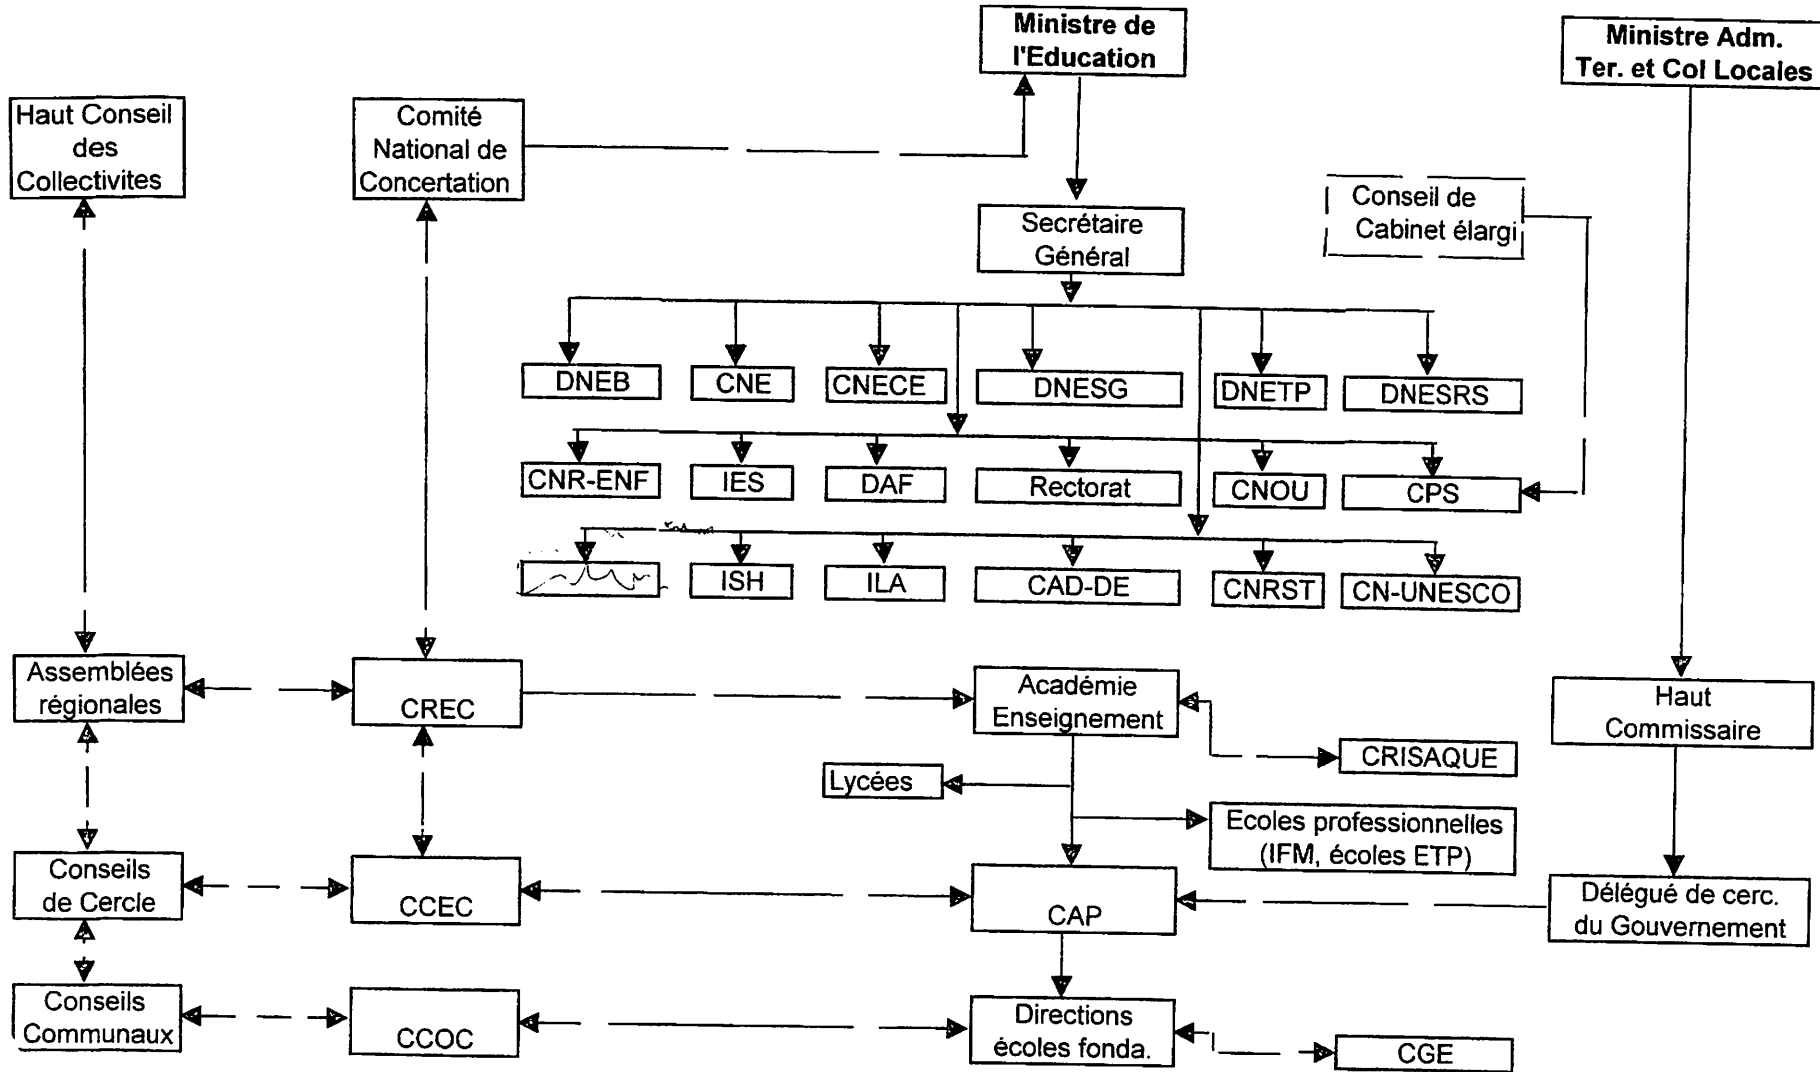 Ministre de
l'Education
Ministre Adm.
Ter. et Col Locales
Haut Conseil
des
Collectivites
Comité
National de
Concertation
Conseil de
Cabinet élargi
Secrétaire
Général
DNEB
CNE
CNECE
DNESG
DNETP
DNESRS
CNR-ENF
IES
DAF
Rectorat
CNOU
CPS
ISH
ILA
CAD-DE
CNRST
CN-UNESCO
Assemblées
régionales
CREC
Académie
Enseignement
Haut
Commissaire
CRISAQUE
Lycées
Ecoles professionnelles
(IFM, écoles ETP)
Conseils
de Cercle
CCEC
CAP
Délégué de cerc.
du Gouvernement
Conseils
Communaux
CCOC
Directions
écoles fonda.
CGE